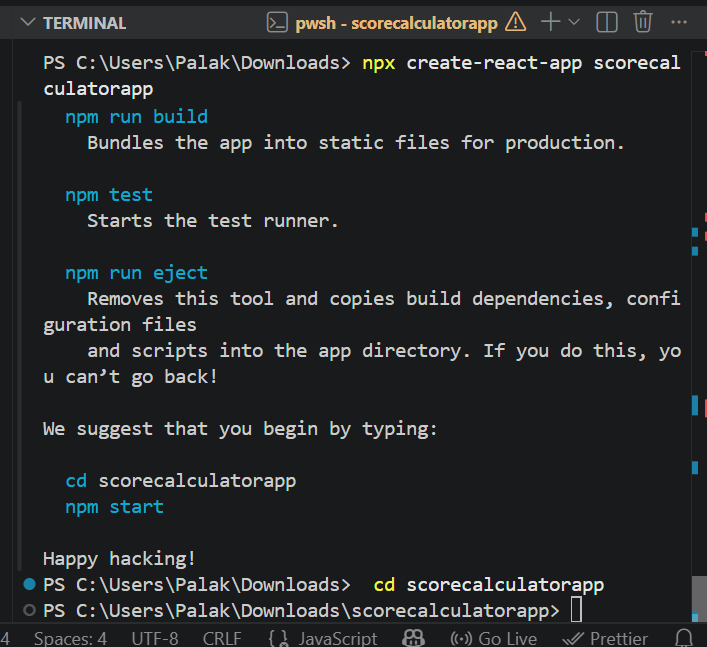 TERMINAL
pwsh - scorecalculatorapp
PS C:\Users\Palak\Downloads> npx create-react-app scorecal
culatorapp
npm run build
Bundles the app into static files for production.
npm test
Starts the test runner.
npm run eject
Removes this tool and copies build dependencies, confi
guration files
and scripts into the app directory. If you do this, yo
u can’t go back!
We suggest that you begin by typing:
cd scorecalculatorapp
npm start
Happy hacking!
PS C:\Users\Palak\Downloads>  cd scorecalculatorapp
PS C:\Users\Palak\Downloads\scorecalculatorapp>
4 Spaces: 4 UTF-8 CRLF {} JavaScript Go Live Prettier